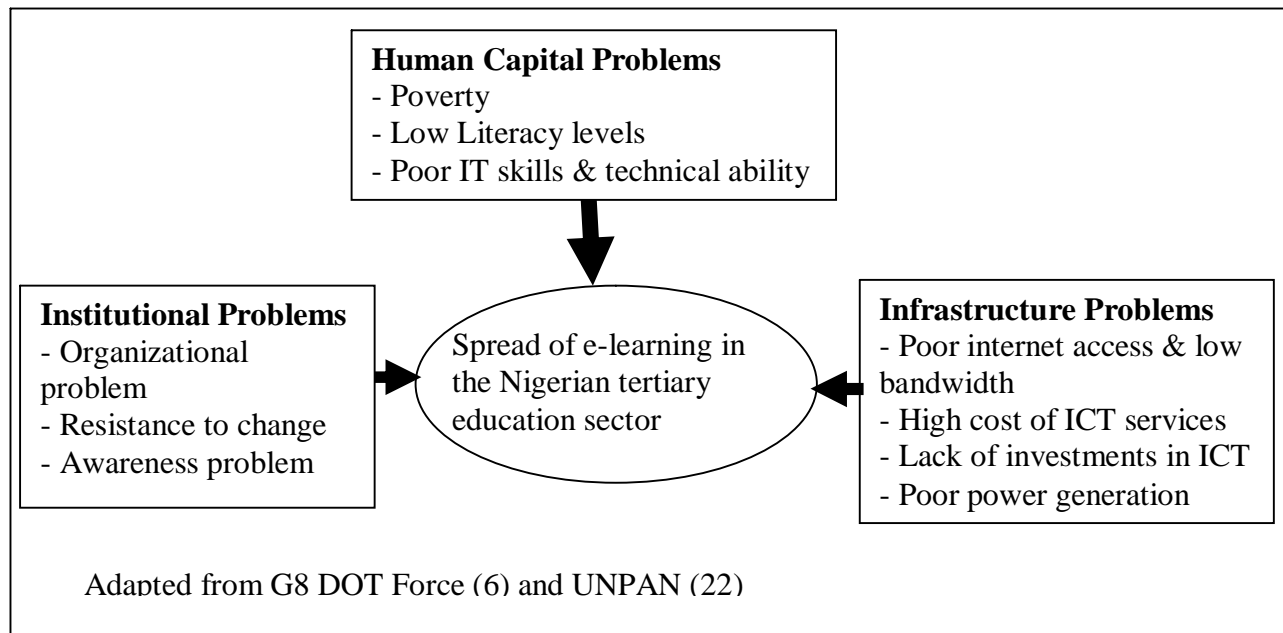 Human Capital Problems
- Poverty
- Low Literacy levels
- Poor IT skills & technical ability
Institutional Problems
- Organizational
problem
- Resistance to change
- Awareness problem
Spread of e-learning in
the Nigerian tertiary
education sector
Infrastructure Problems
- Poor internet access & low
bandwidth
- High cost of ICT services
- Lack of investments in ICT
- Poor power generation
Adapted from G8 DOT Force (6) and UNPAN (22)